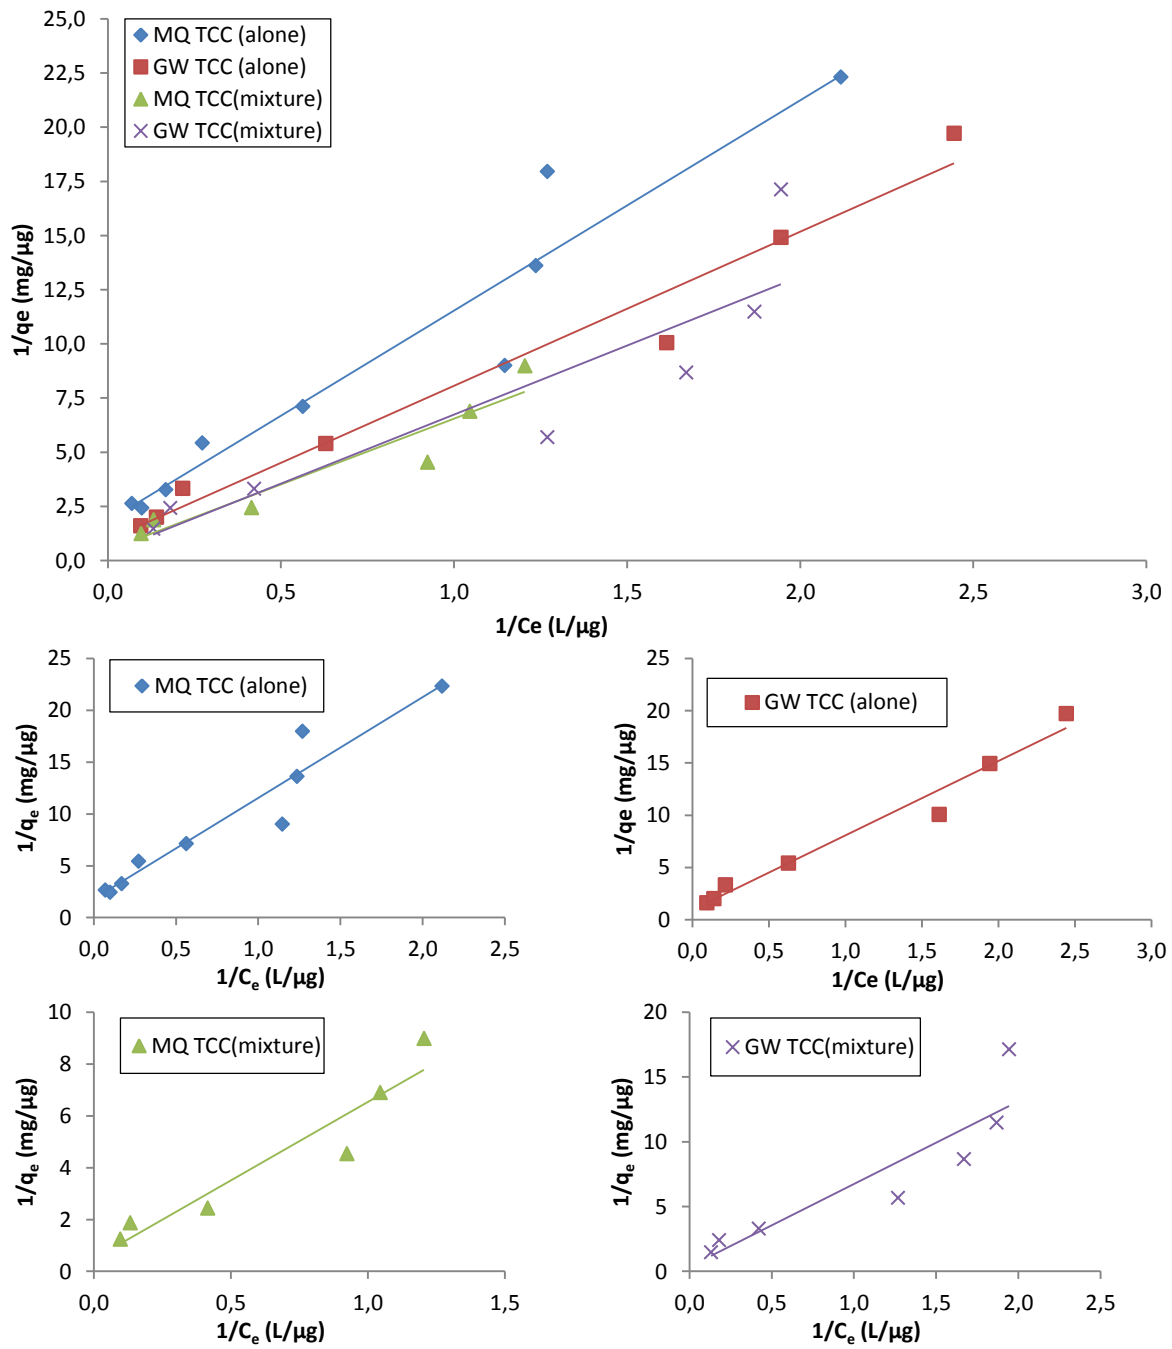 25,0
22,5
20,0
17,5
15,0
12,5
10,0
7,5
5,0
2,5
0,0
1/qe (mg/µg)
MQ TCC (alone)
GW TCC (alone)
MQ TCC(mixture)
GW TCC(mixture)
0,0 0,5 1,0 1,5 2,0 2,5 3,0
1/Ce (L/µg)
25
20
15
10
5
0
1/qe (mg/µg)
MQ TCC (alone)
0,0 0,5 1,0 1,5 2,0 2,5
1/Ce (L/µg)
25
20
15
10
5
0
1/qe (mg/µg)
GW TCC (alone)
0,0 0,5 1,0 1,5 2,0 2,5 3,0
1/Ce (L/µg)
10
8
6
4
2
0
1/qe (mg/µg)
MQ TCC(mixture)
0,0 0,5 1,0 1,5
1/Ce (L/µg)
20
15
10
5
0
1/qe (mg/µg)
GW TCC(mixture)
0,0 0,5 1,0 1,5 2,0 2,5
1/Ce (L/µg)